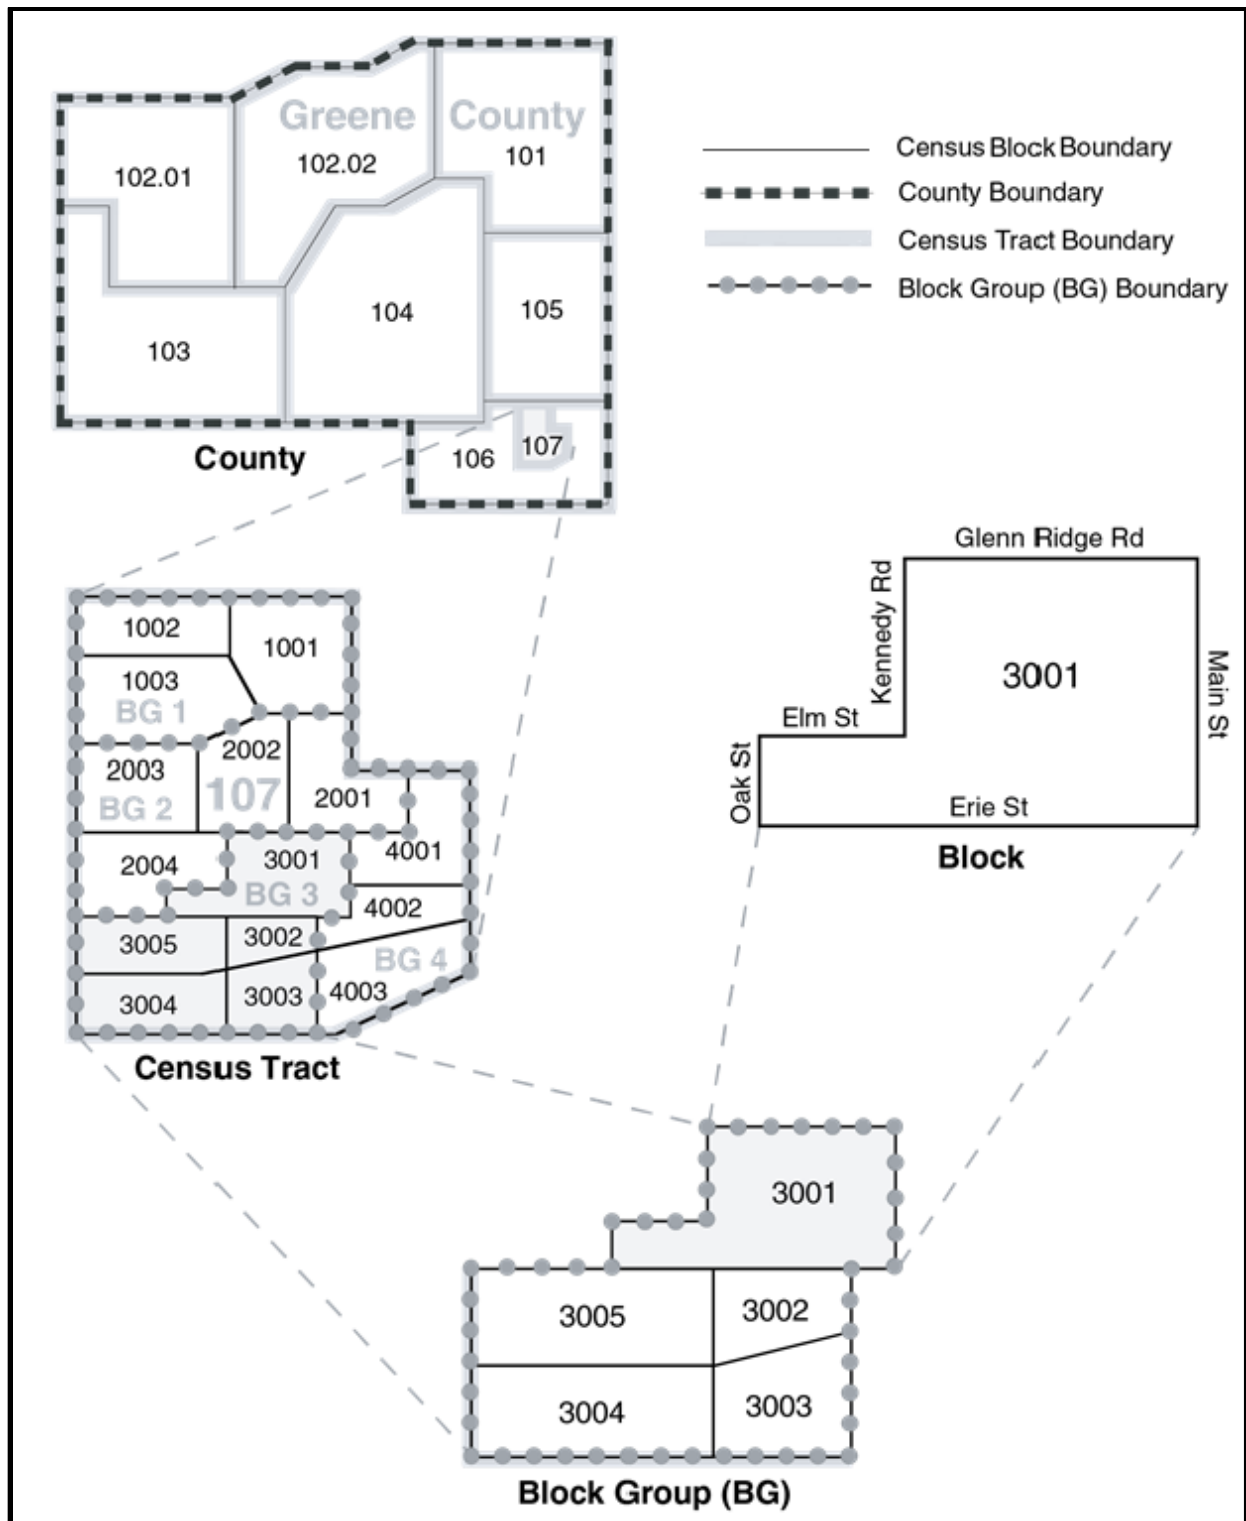 Greene County
102.01
102.02
101
103
104
105
106
107
County
Census Block Boundary
County Boundary
Census Tract Boundary
Block Group (BG) Boundary
1002
1001
1003
BG 1
2002
2003
BG 2
107
2001
3001
4001
2004
BG 3
4002
3005
3002
BG 4
3004
3003
4003
Census Tract
Glenn Ridge Rd
Kennedy Rd
3001
Main St
Elm St
Oak St
Erie St
Block
3001
3005
3002
3004
3003
Block Group (BG)